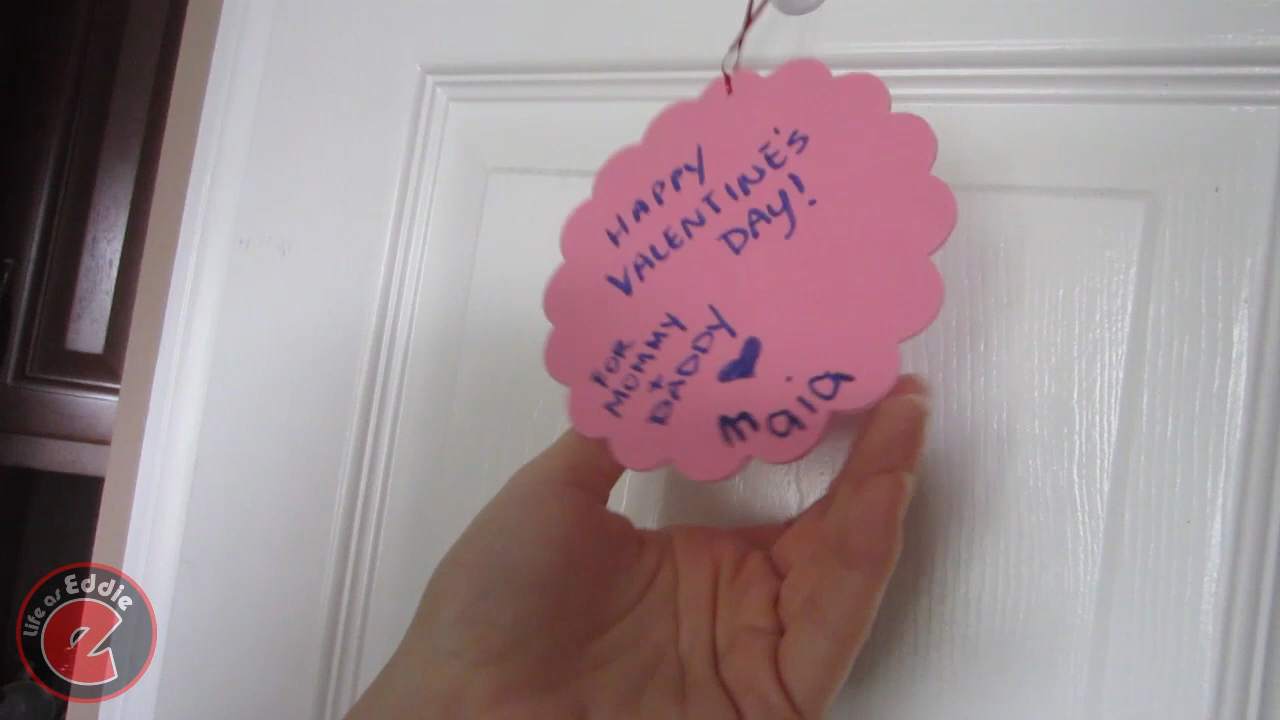 HAPPY
VALENTINE'S
DAY!
FOR
MOMMY
+
DADDY
maia
Life as Eddie
e